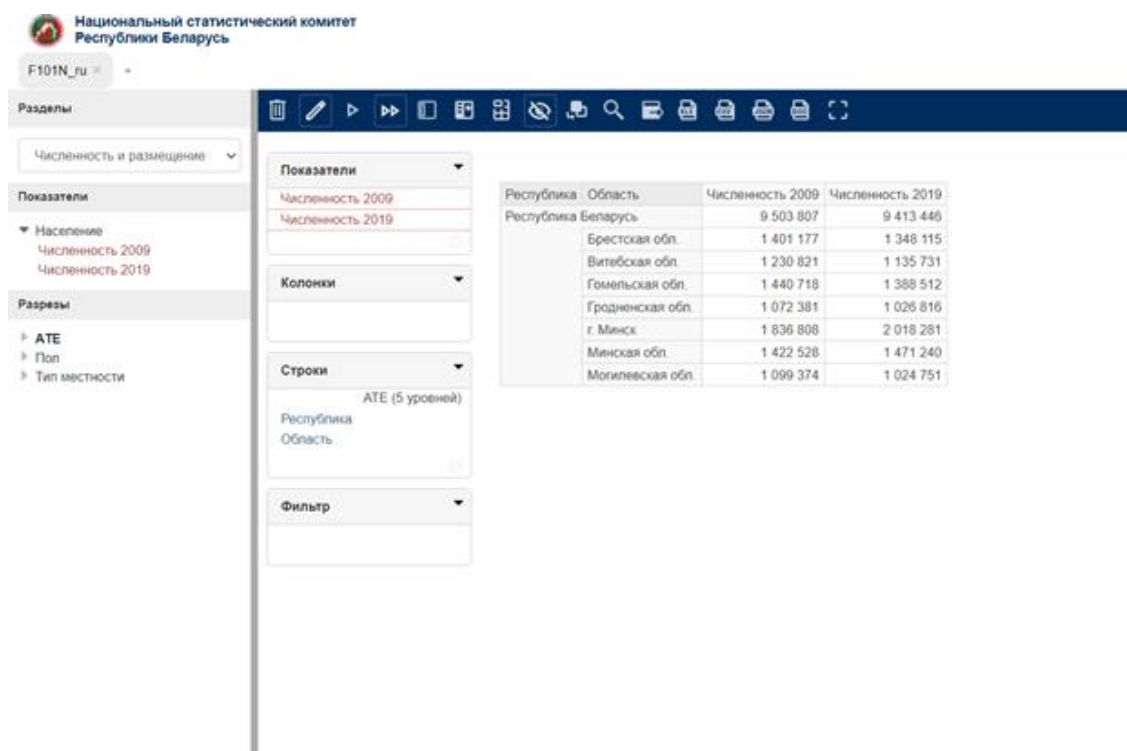 Национальный статистический комитет
Республики Беларусь
F101N_ru × +
Разделы
Численность и размещение
Показатели
Население
Численность 2009
Численность 2019
Разрезы
АТЕ
Пол
Тип местности
Показатели
Численность 2009
Численность 2019
Колонки
Строки
АТЕ (5 уровней)
Республика
Область
Фильтр
Республика Область Численность 2009 Численность 2019
Республика Беларусь 9 503 807 9 413 446
Брестская обл. 1 401 177 1 348 115
Витебская обл. 1 230 821 1 135 731
Гомельская обл. 1 440 718 1 388 512
Гродненская обл. 1 072 381 1 026 816
г. Минск 1 836 808 2 018 281
Минская обл. 1 422 528 1 471 240
Могилевская обл. 1 099 374 1 024 751